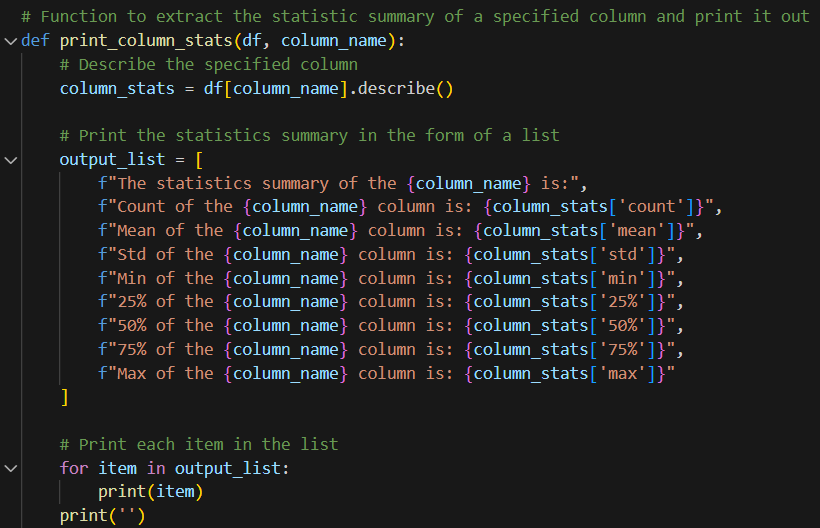 # Function to extract the statistic summary of a specified column and print it out
def print_column_stats(df, column_name):
    # Describe the specified column
    column_stats = df[column_name].describe()

    # Print the statistics summary in the form of a list
    output_list = [
        f"The statistics summary of the {column_name} is:",
        f"Count of the {column_name} column is: {column_stats['count']}",
        f"Mean of the {column_name} column is: {column_stats['mean']}",
        f"Std of the {column_name} column is: {column_stats['std']}",
        f"Min of the {column_name} column is: {column_stats['min']}",
        f"25% of the {column_name} column is: {column_stats['25%']}",
        f"50% of the {column_name} column is: {column_stats['50%']}",
        f"75% of the {column_name} column is: {column_stats['75%']}",
        f"Max of the {column_name} column is: {column_stats['max']}"
    ]

    # Print each item in the list
    for item in output_list:
        print(item)
    print('')